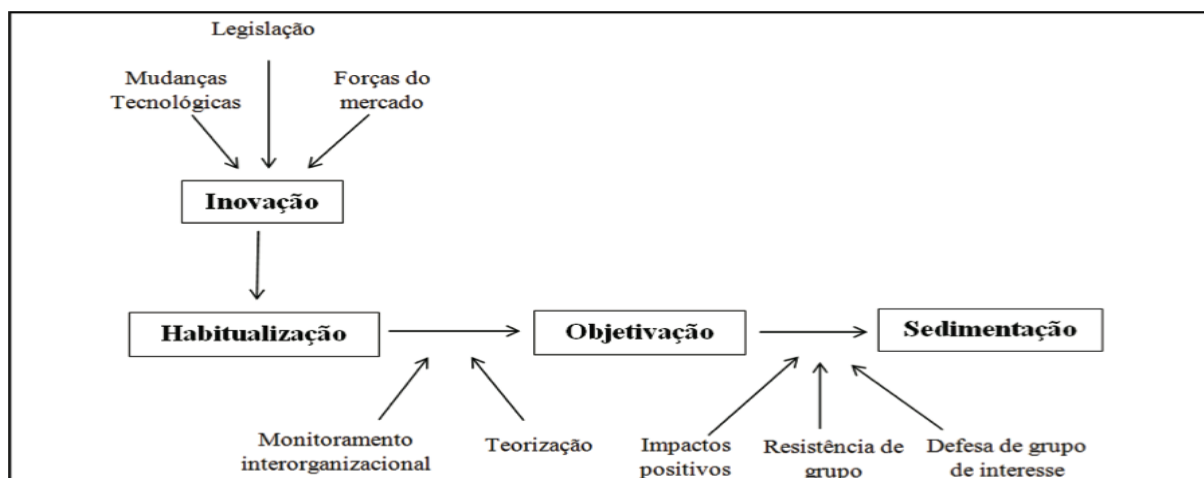 Legislação
Mudanças
Tecnológicas
Forças do
mercado
Inovação
Habitualização
Objetivação
Sedimentação
Monitoramento
interorganizacional
Teorização
Impactos
positivos
Resistência de
grupo
Defesa de grupo
de interesse